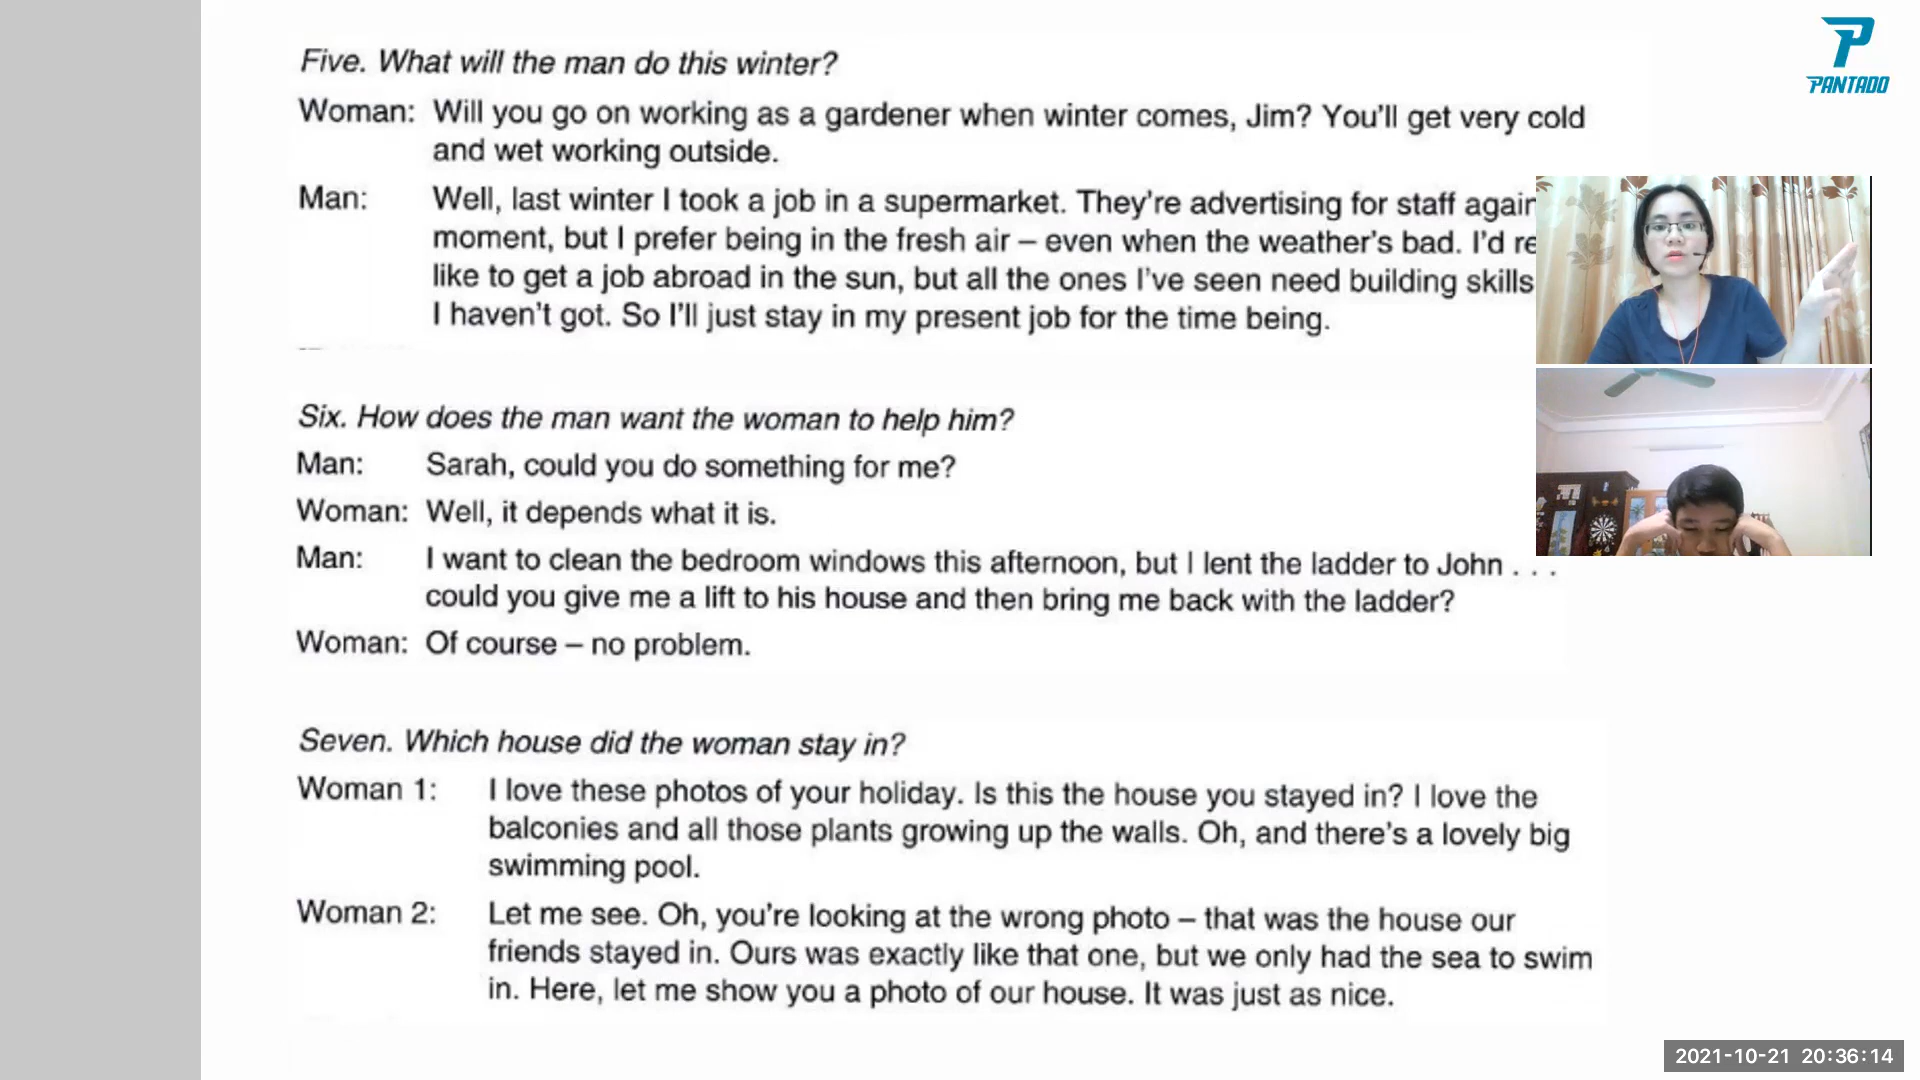 PANTADO
Five. What will the man do this winter?
Woman: Will you go on working as a gardener when winter comes, Jim? You'll get very cold
and wet working outside.
Man: Well, last winter I took a job in a supermarket. They're advertising for staff again
moment, but I prefer being in the fresh air – even when the weather's bad. I'd re
like to get a job abroad in the sun, but all the ones I've seen need building skills
I haven't got. So I'll just stay in my present job for the time being.
Six. How does the man want the woman to help him?
Man: Sarah, could you do something for me?
Woman: Well, it depends what it is.
Man: I want to clean the bedroom windows this afternoon, but I lent the ladder to John . . .
could you give me a lift to his house and then bring me back with the ladder?
Woman: Of course – no problem.
Seven. Which house did the woman stay in?
Woman 1: I love these photos of your holiday. Is this the house you stayed in? I love the
balconies and all those plants growing up the walls. Oh, and there's a lovely big
swimming pool.
Woman 2: Let me see. Oh, you're looking at the wrong photo – that was the house our
friends stayed in. Ours was exactly like that one, but we only had the sea to swim
in. Here, let me show you a photo of our house. It was just as nice.
2021-10-21 20:36:14